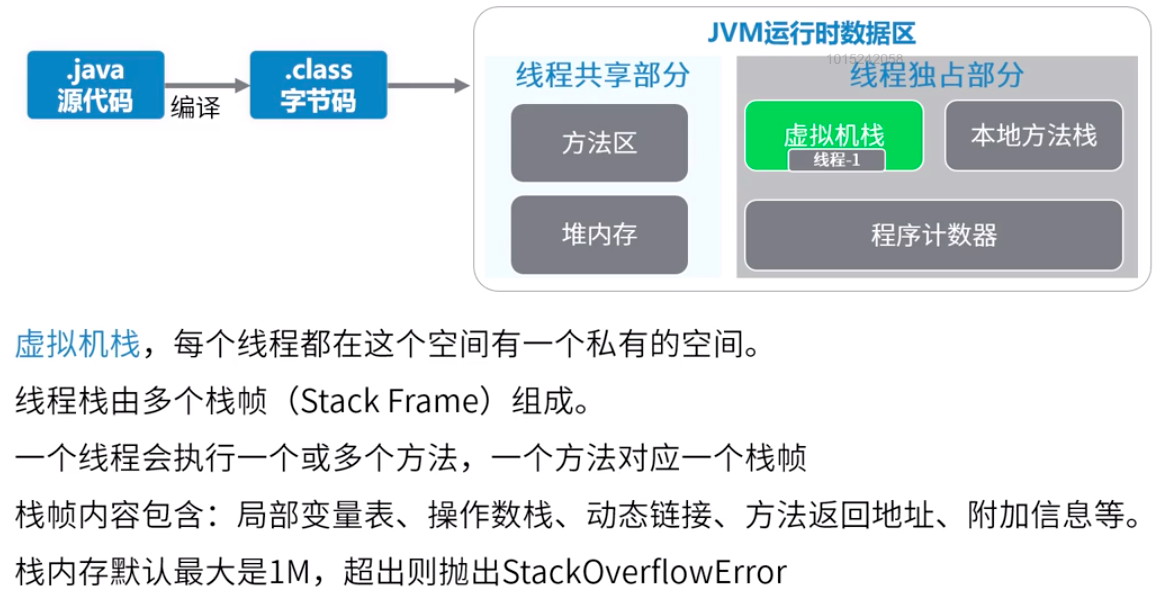 JVM运行时数据区
.java
源代码
编译
.class
字节码
线程共享部分
方法区
堆内存
1015242058
线程独占部分
虚拟机栈
线程-1
本地方法栈
程序计数器
虚拟机栈，每个线程都在这个空间有一个私有的空间。
线程栈由多个栈帧（Stack Frame）组成。
一个线程会执行一个或多个方法，一个方法对应一个栈帧
栈帧内容包含：局部变量表、操作数栈、动态链接、方法返回地址、附加信息等。
栈内存默认最大是1M，超出则抛出StackOverflowError